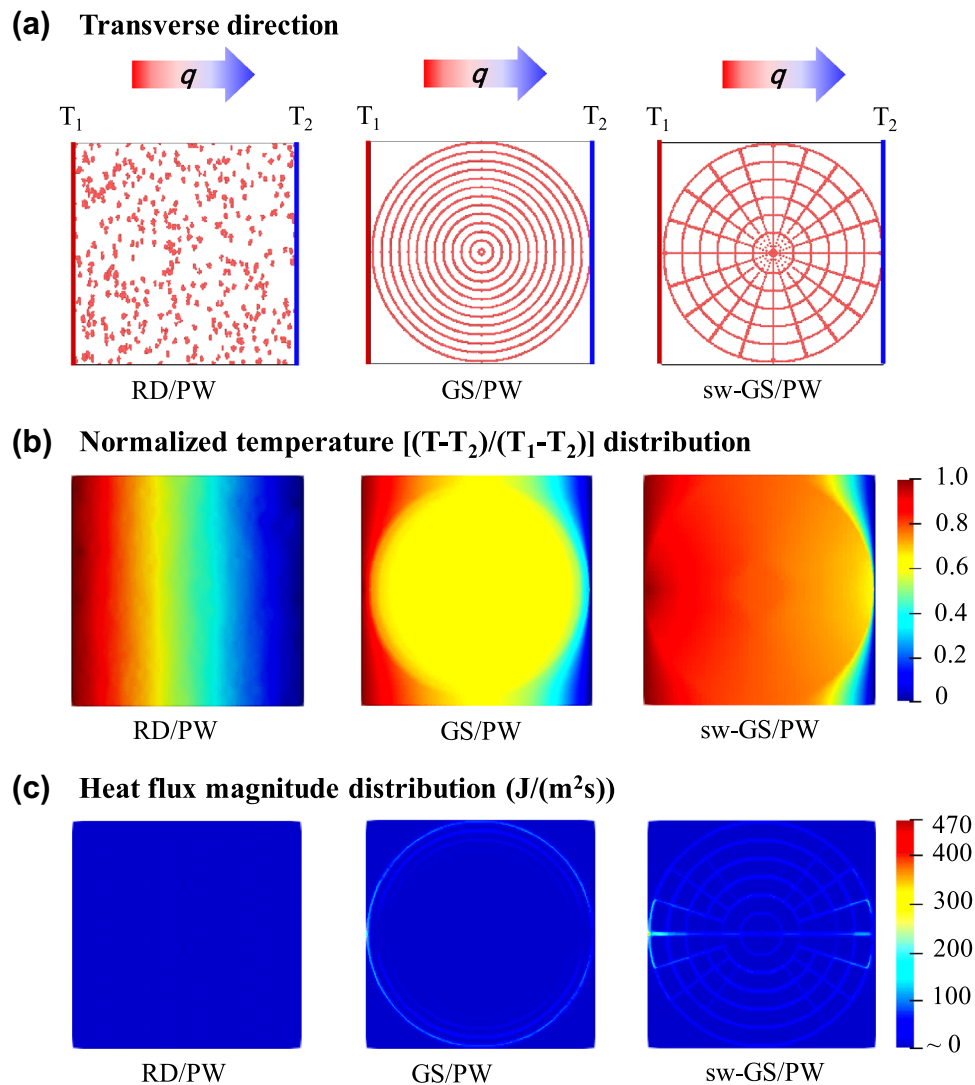 (a) Transverse direction
q q q
T₁ T₂ T₁ T₂ T₁ T₂
RD/PW GS/PW sw-GS/PW
(b) Normalized temperature [(T-T₂)/(T₁-T₂)] distribution
1.0
0.8
0.6
0.4
0.2
0
RD/PW GS/PW sw-GS/PW
(c) Heat flux magnitude distribution (J/(m²s))
470
400
300
200
100
~ 0
RD/PW GS/PW sw-GS/PW